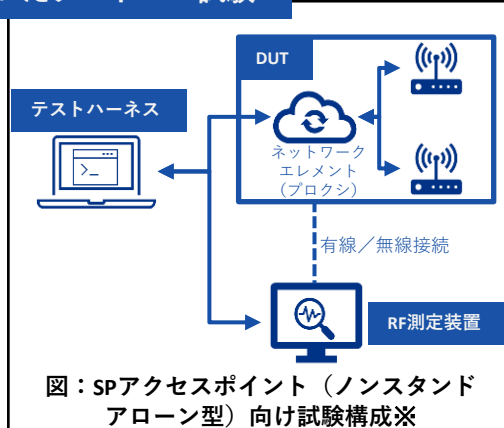 DUT
テストハーネス
ネットワーク
エレメント
(プロクシ)
有線／無線接続
RF測定装置
図：SPアクセスポイント（ノンスタンド
アローン型）向け試験構成※